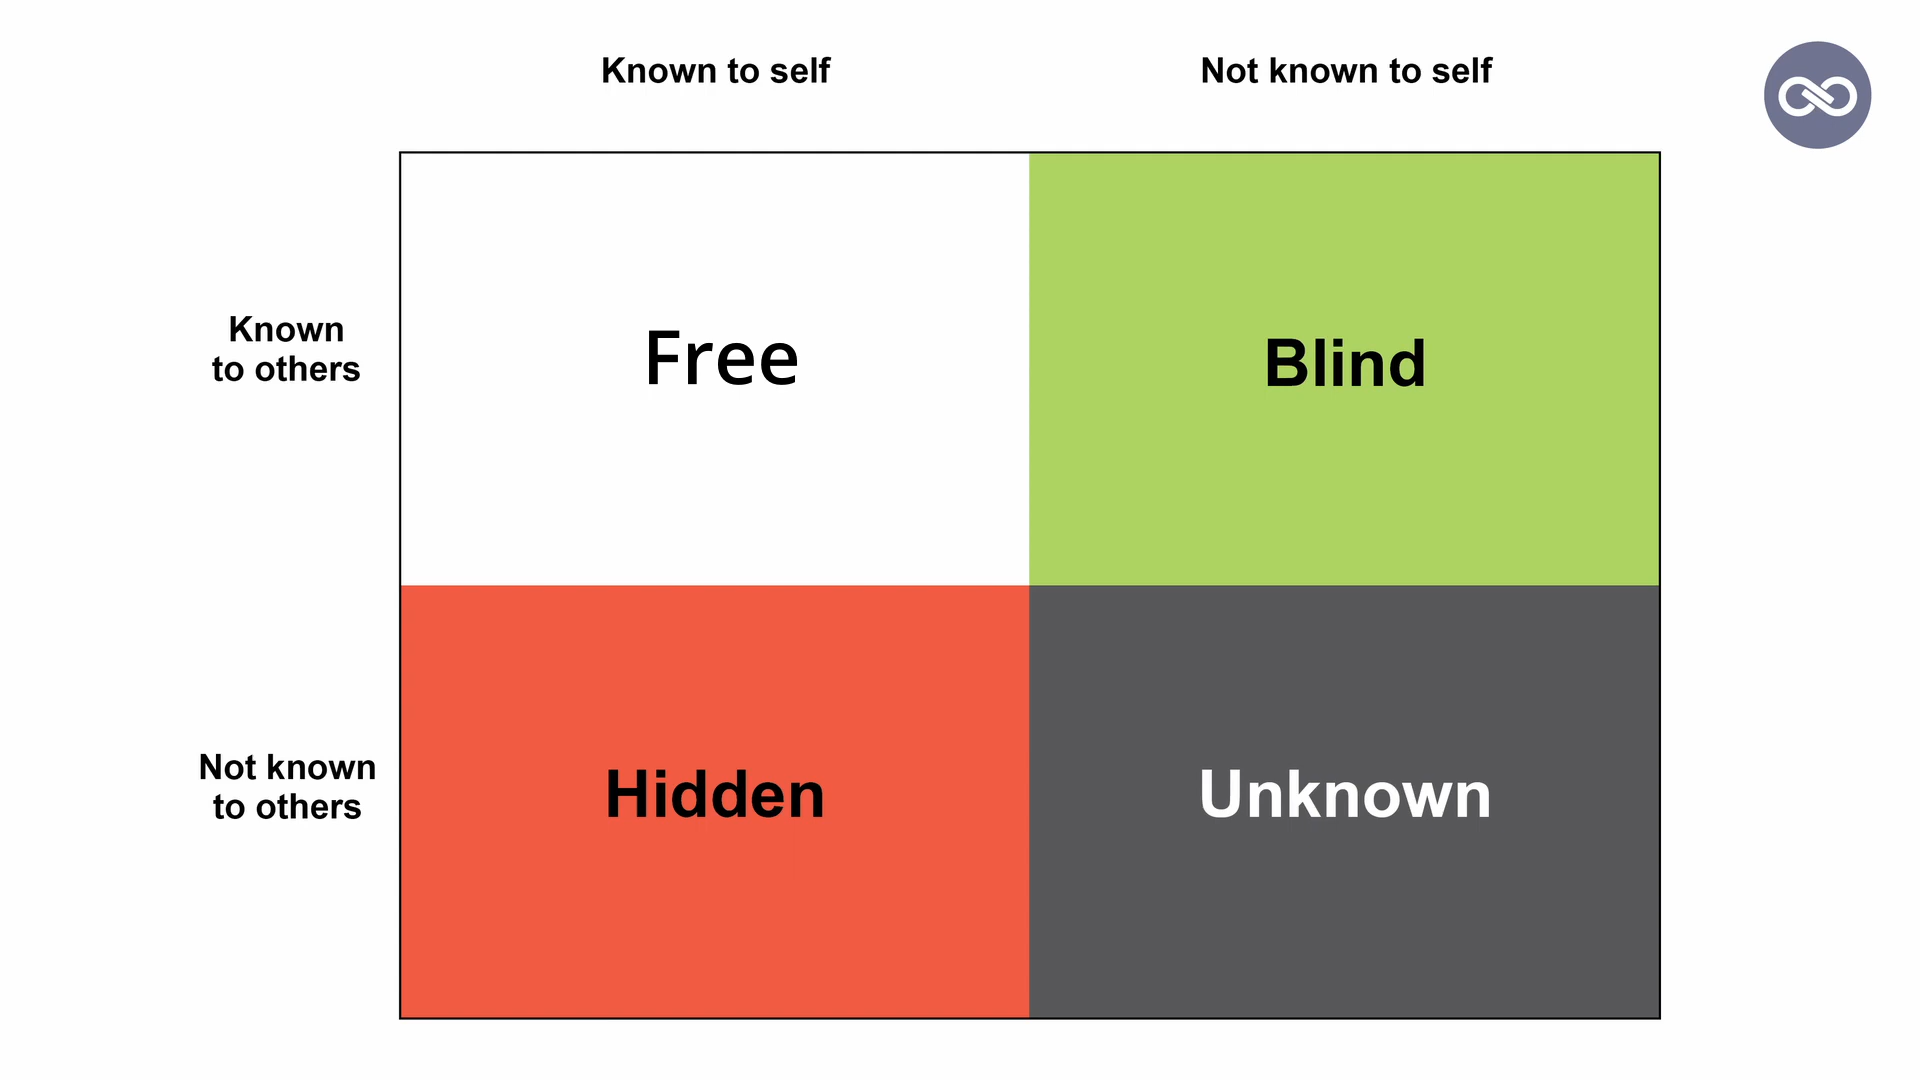 Known to self
Not known to self
Known
to others
Free
Blind
Not known
to others
Hidden
Unknown